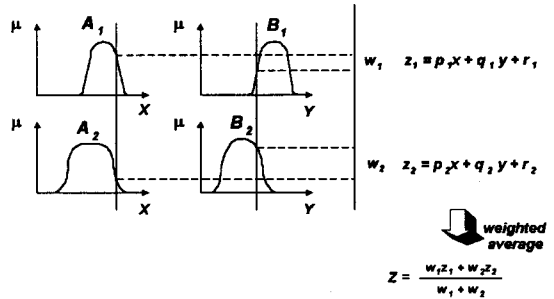 μ A₁ μ B₁
w₁ z₁ = p₁x + q₁y + r₁
X Y
μ A₂ μ B₂
w₂ z₂ = p₂x + q₂y + r₂
X Y
weighted
average
Z = w₁z₁ + w₂z₂ / w₁ + w₂